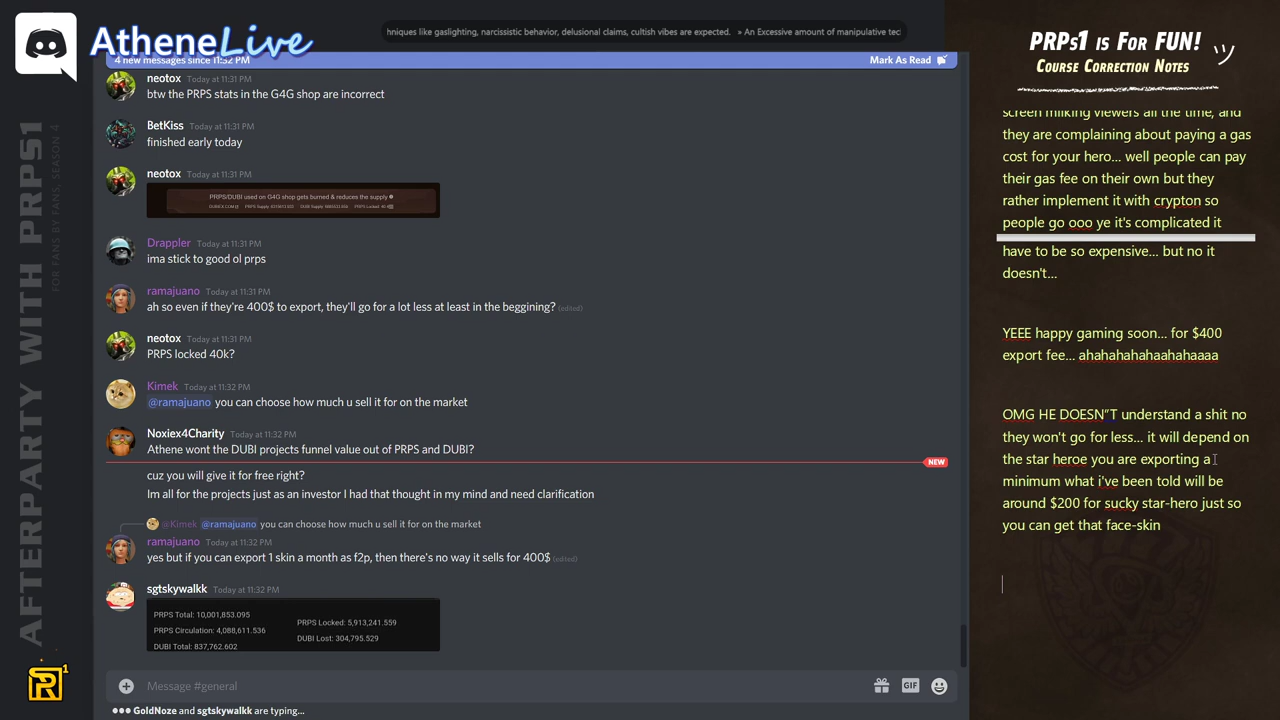 AtheneLive
hniques like gaslighting, narcissistic behavior, delusional claims, cultish vibes are expected. » An Excessive amount of manipulative tec
4 new messages since 11:32 PM
Mark As Read
neotox Today at 11:31 PM
btw the PRPS stats in the G4G shop are incorrect
BetKiss Today at 11:31 PM
finished early today
neotox Today at 11:31 PM
PRPS/DUBI used on G4G shop gets burned & reduces the supply
Drappler Today at 11:31 PM
ima stick to good ol prps
ramajuano Today at 11:31 PM
ah so even if they're 400$ to export, they'll go for a lot less at least in the beggining? (edited)
neotox Today at 11:31 PM
PRPS locked 40k?
Kimek Today at 11:32 PM
@ramajuano you can choose how much u sell it for on the market
Noxiex4Charity Today at 11:32 PM
Athene wont the DUBI projects funnel value out of PRPS and DUBI?
NEW
cuz you will give it for free right?
Im all for the projects just as an investor I had that thought in my mind and need clarification
@Kimek @ramajuano you can choose how much u sell it for on the market
ramajuano Today at 11:32 PM
yes but if you can export 1 skin a month as f2p, then there's no way it sells for 400$ (edited)
sgtskywalkk Today at 11:32 PM
PRPS Total: 10,001,853.095
PRPS Locked: 5,913,241.559
PRPS Circulation: 4,088,611.536
DUBI Lost: 304,795.529
DUBI Total: 837,762.602
Message #general
GIF
GoldNoze and sgtskywalkk are typing...
AFTERPARTY WITH PRPS1
FOR FANS BY FANS, SEASON 4
PRPs1 is For FUN!
Course Correction Notes
screen milking viewers all the time, and
they are complaining about paying a gas
cost for your hero... well people can pay
their gas fee on their own but they
rather implement it with crypton so
people go ooo ye it's complicated it
have to be so expensive... but no it
doesn't...
YEEE happy gaming soon... for $400
export fee... ahahahahahaahahaaaa
OMG HE DOESN"T understand a shit no
they won't go for less... it will depend on
the star heroe you are exporting a
minimum what i've been told will be
around $200 for sucky star-hero just so
you can get that face-skin